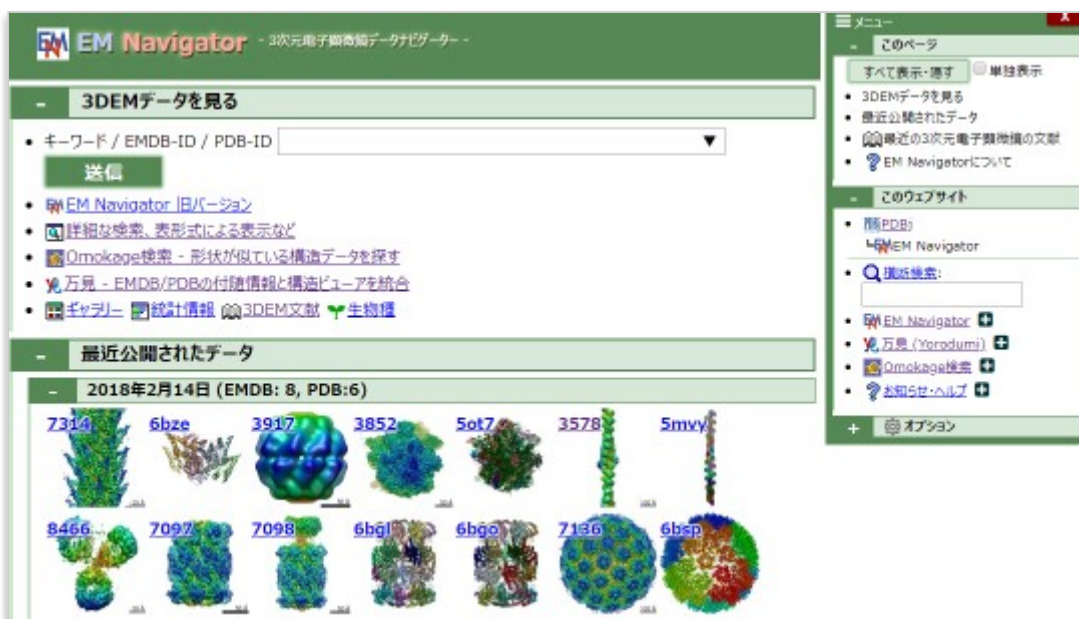 EM Navigator - 3次元電子顕微鏡データナビゲーター -
3DEMデータを見る
キーワード / EMDB-ID / PDB-ID
送信
EM Navigator 旧バージョン
詳細な検索、表形式による表示など
Omokage検索 - 形状が似ている構造データを探す
万見 - EMDB/PDBの付随情報と構造ビューアを統合
ギャラリー 統計情報 3DEM文献 生物種
最近公開されたデータ
2018年2月14日 (EMDB: 8, PDB:6)
7314 6bze 3917 3852 5ot7 3578 5mvy
8466 7097 7098 6bgl 6bgo 7136 6bsp
メニュー X
このページ
すべて表示・隠す 単独表示
3DEMデータを見る
最近公開されたデータ
最近の3次元電子顕微鏡の文献
EM Navigatorについて
このウェブサイト
PDBj
EM Navigator
横断検索:
EM Navigator
万見 (Yorodumi)
Omokage検索
お知らせ・ヘルプ
オプション